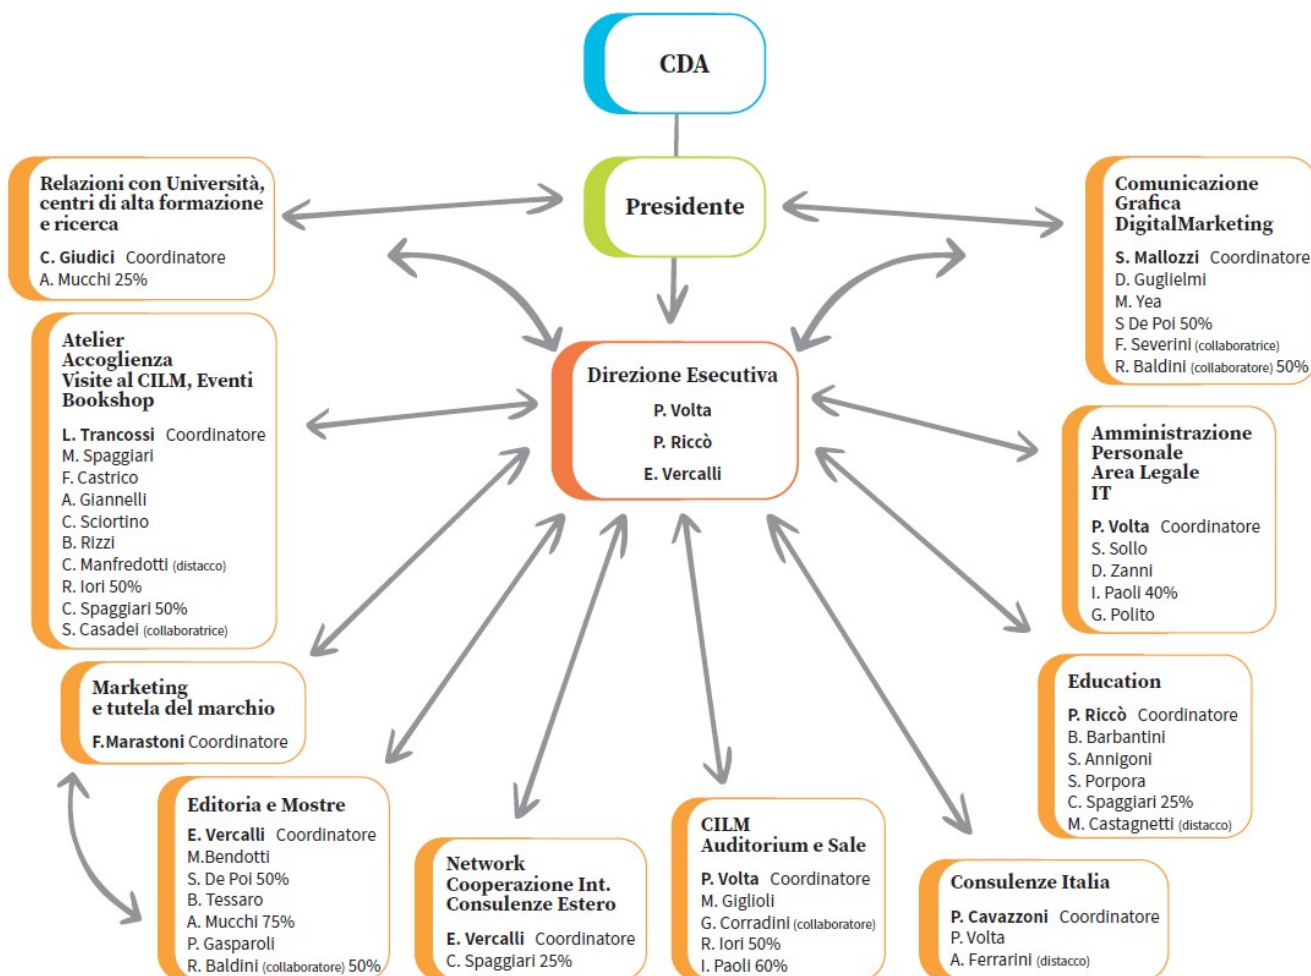 CDA
Presidente
Relazioni con Università,
centri di alta formazione
e ricerca
C. Giudici Coordinatore
A. Mucchi 25%
Comunicazione
Grafica
DigitalMarketing
S. Mallozzi Coordinatore
D. Guglielmi
M. Yea
S De Poi 50%
F. Severini (collaboratrice)
R. Baldini (collaboratore) 50%
Atelier
Accoglienza
Visite al CILM, Eventi
Bookshop
L. Trancossi Coordinatore
M. Spaggiari
F. Castrico
A. Giannelli
C. Sciortino
B. Rizzi
C. Manfredotti (distacco)
R. Iori 50%
C. Spaggiari 50%
S. Casadei (collaboratrice)
Direzione Esecutiva
P. Volta
P. Riccò
E. Vercalli
Amministrazione
Personale
Area Legale
IT
P. Volta Coordinatore
S. Sollo
D. Zanni
I. Paoli 40%
G. Polito
Marketing
e tutela del marchio
F.Marastoni Coordinatore
Education
P. Riccò Coordinatore
B. Barbantini
S. Annigoni
S. Porpora
C. Spaggiari 25%
M. Castagnetti (distacco)
Editoria e Mostre
E. Vercalli Coordinatore
M.Bendotti
S. De Poi 50%
B. Tessaro
A. Mucchi 75%
P. Gasparoli
R. Baldini (collaboratore) 50%
Network
Cooperazione Int.
Consulenze Estero
E. Vercalli Coordinatore
C. Spaggiari 25%
CILM
Auditorium e Sale
P. Volta Coordinatore
M. Giglioli
G. Corradini (collaboratore)
R. Iori 50%
I. Paoli 60%
Consulenze Italia
P. Cavazzoni Coordinatore
P. Volta
A. Ferrarini (distacco)